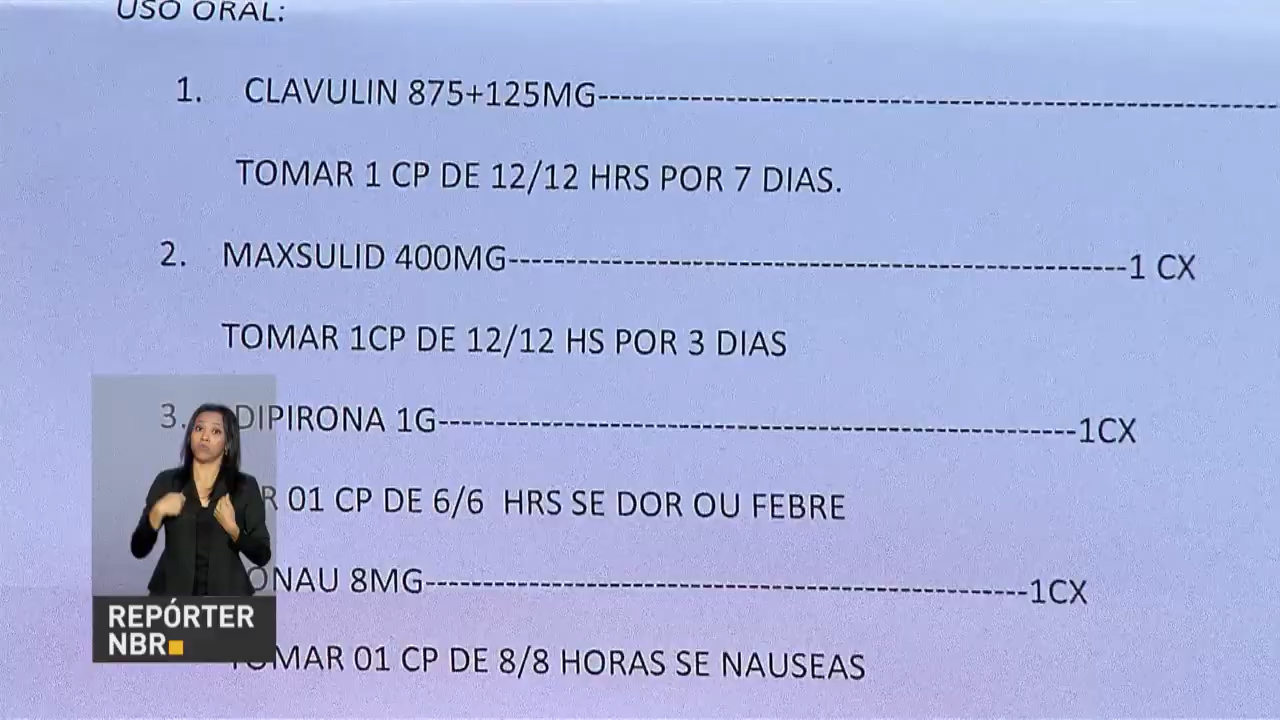 USO ORAL:
1. CLAVULIN 875+125MG-----------------------------------------------------------
TOMAR 1 CP DE 12/12 HRS POR 7 DIAS.
2. MAXSULID 400MG-----------------------------------------------------1 CX
TOMAR 1CP DE 12/12 HS POR 3 DIAS
3. DIPIRONA 1G-------------------------------------------------------1CX
R 01 CP DE 6/6 HRS SE DOR OU FEBRE
ONAU 8MG----------------------------------------------------1CX
TOMAR 01 CP DE 8/8 HORAS SE NAUSEAS
REPÓRTER
NBR